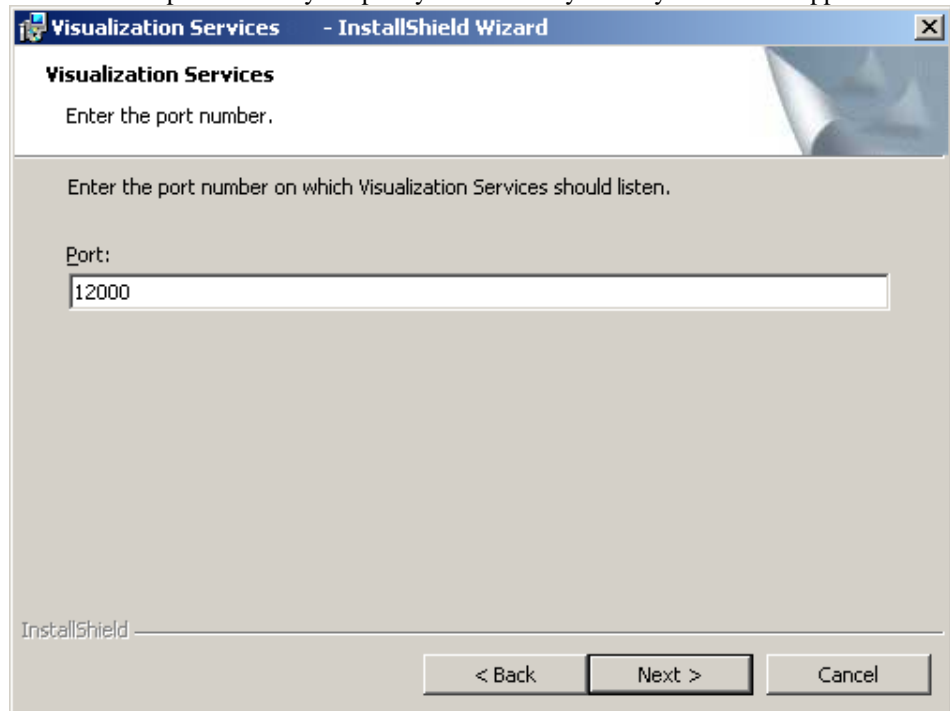 Visualization Services - InstallShield Wizard
Visualization Services
Enter the port number.
Enter the port number on which Visualization Services should listen.
Port:
12000
InstallShield
< Back
Next >
Cancel